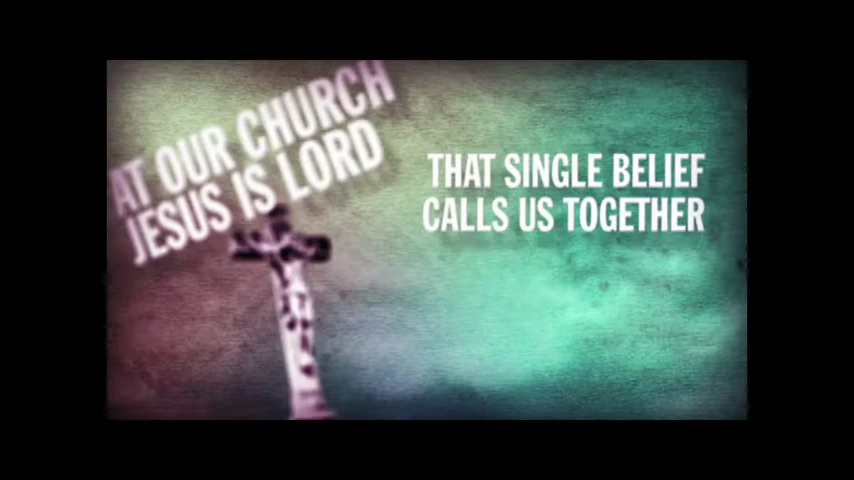 AT OUR CHURCH
JESUS IS LORD
THAT SINGLE BELIEF
CALLS US TOGETHER